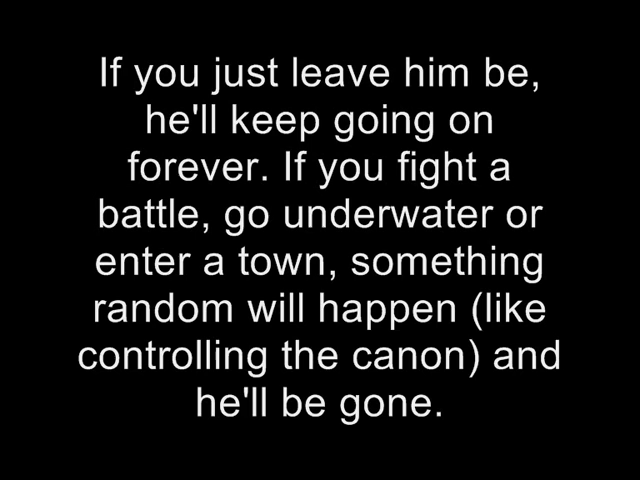 If you just leave him be,
he'll keep going on
forever. If you fight a
battle, go underwater or
enter a town, something
random will happen (like
controlling the canon) and
he'll be gone.